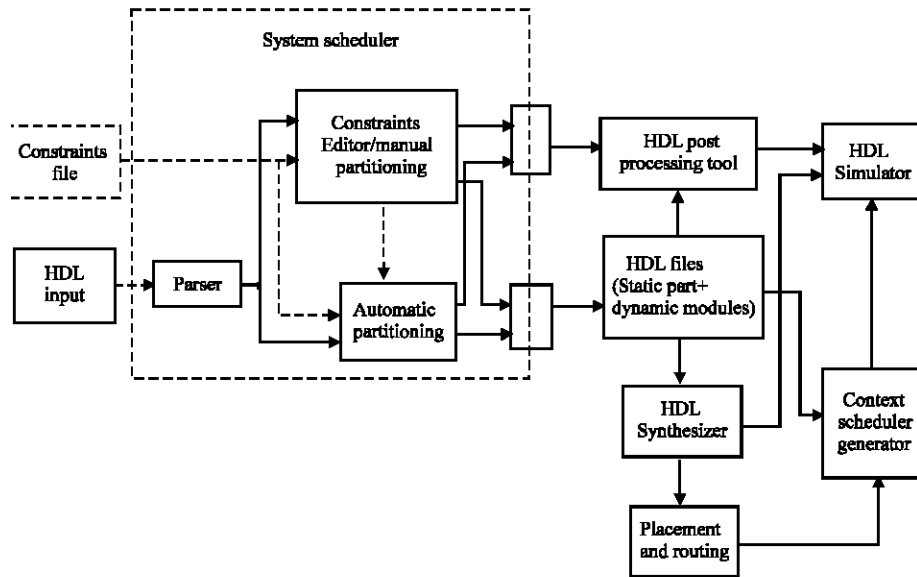 System scheduler
Constraints
file
Constraints
Editor/manual
partitioning
HDL post
processing tool
HDL
Simulator
HDL
input
Parser
Automatic
partitioning
HDL files
(Static part+
dynamic modules)
HDL
Synthesizer
Context
scheduler
generator
Placement
and routing